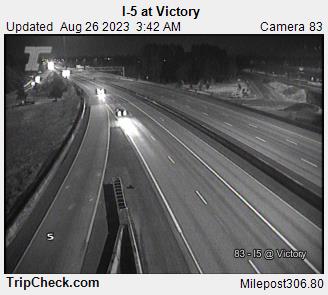 I-5 at Victory
Updated Aug 26 2023 3:42 AM Camera 83
S
83 - I5 @ Victory
TripCheck.com Milepost306.80